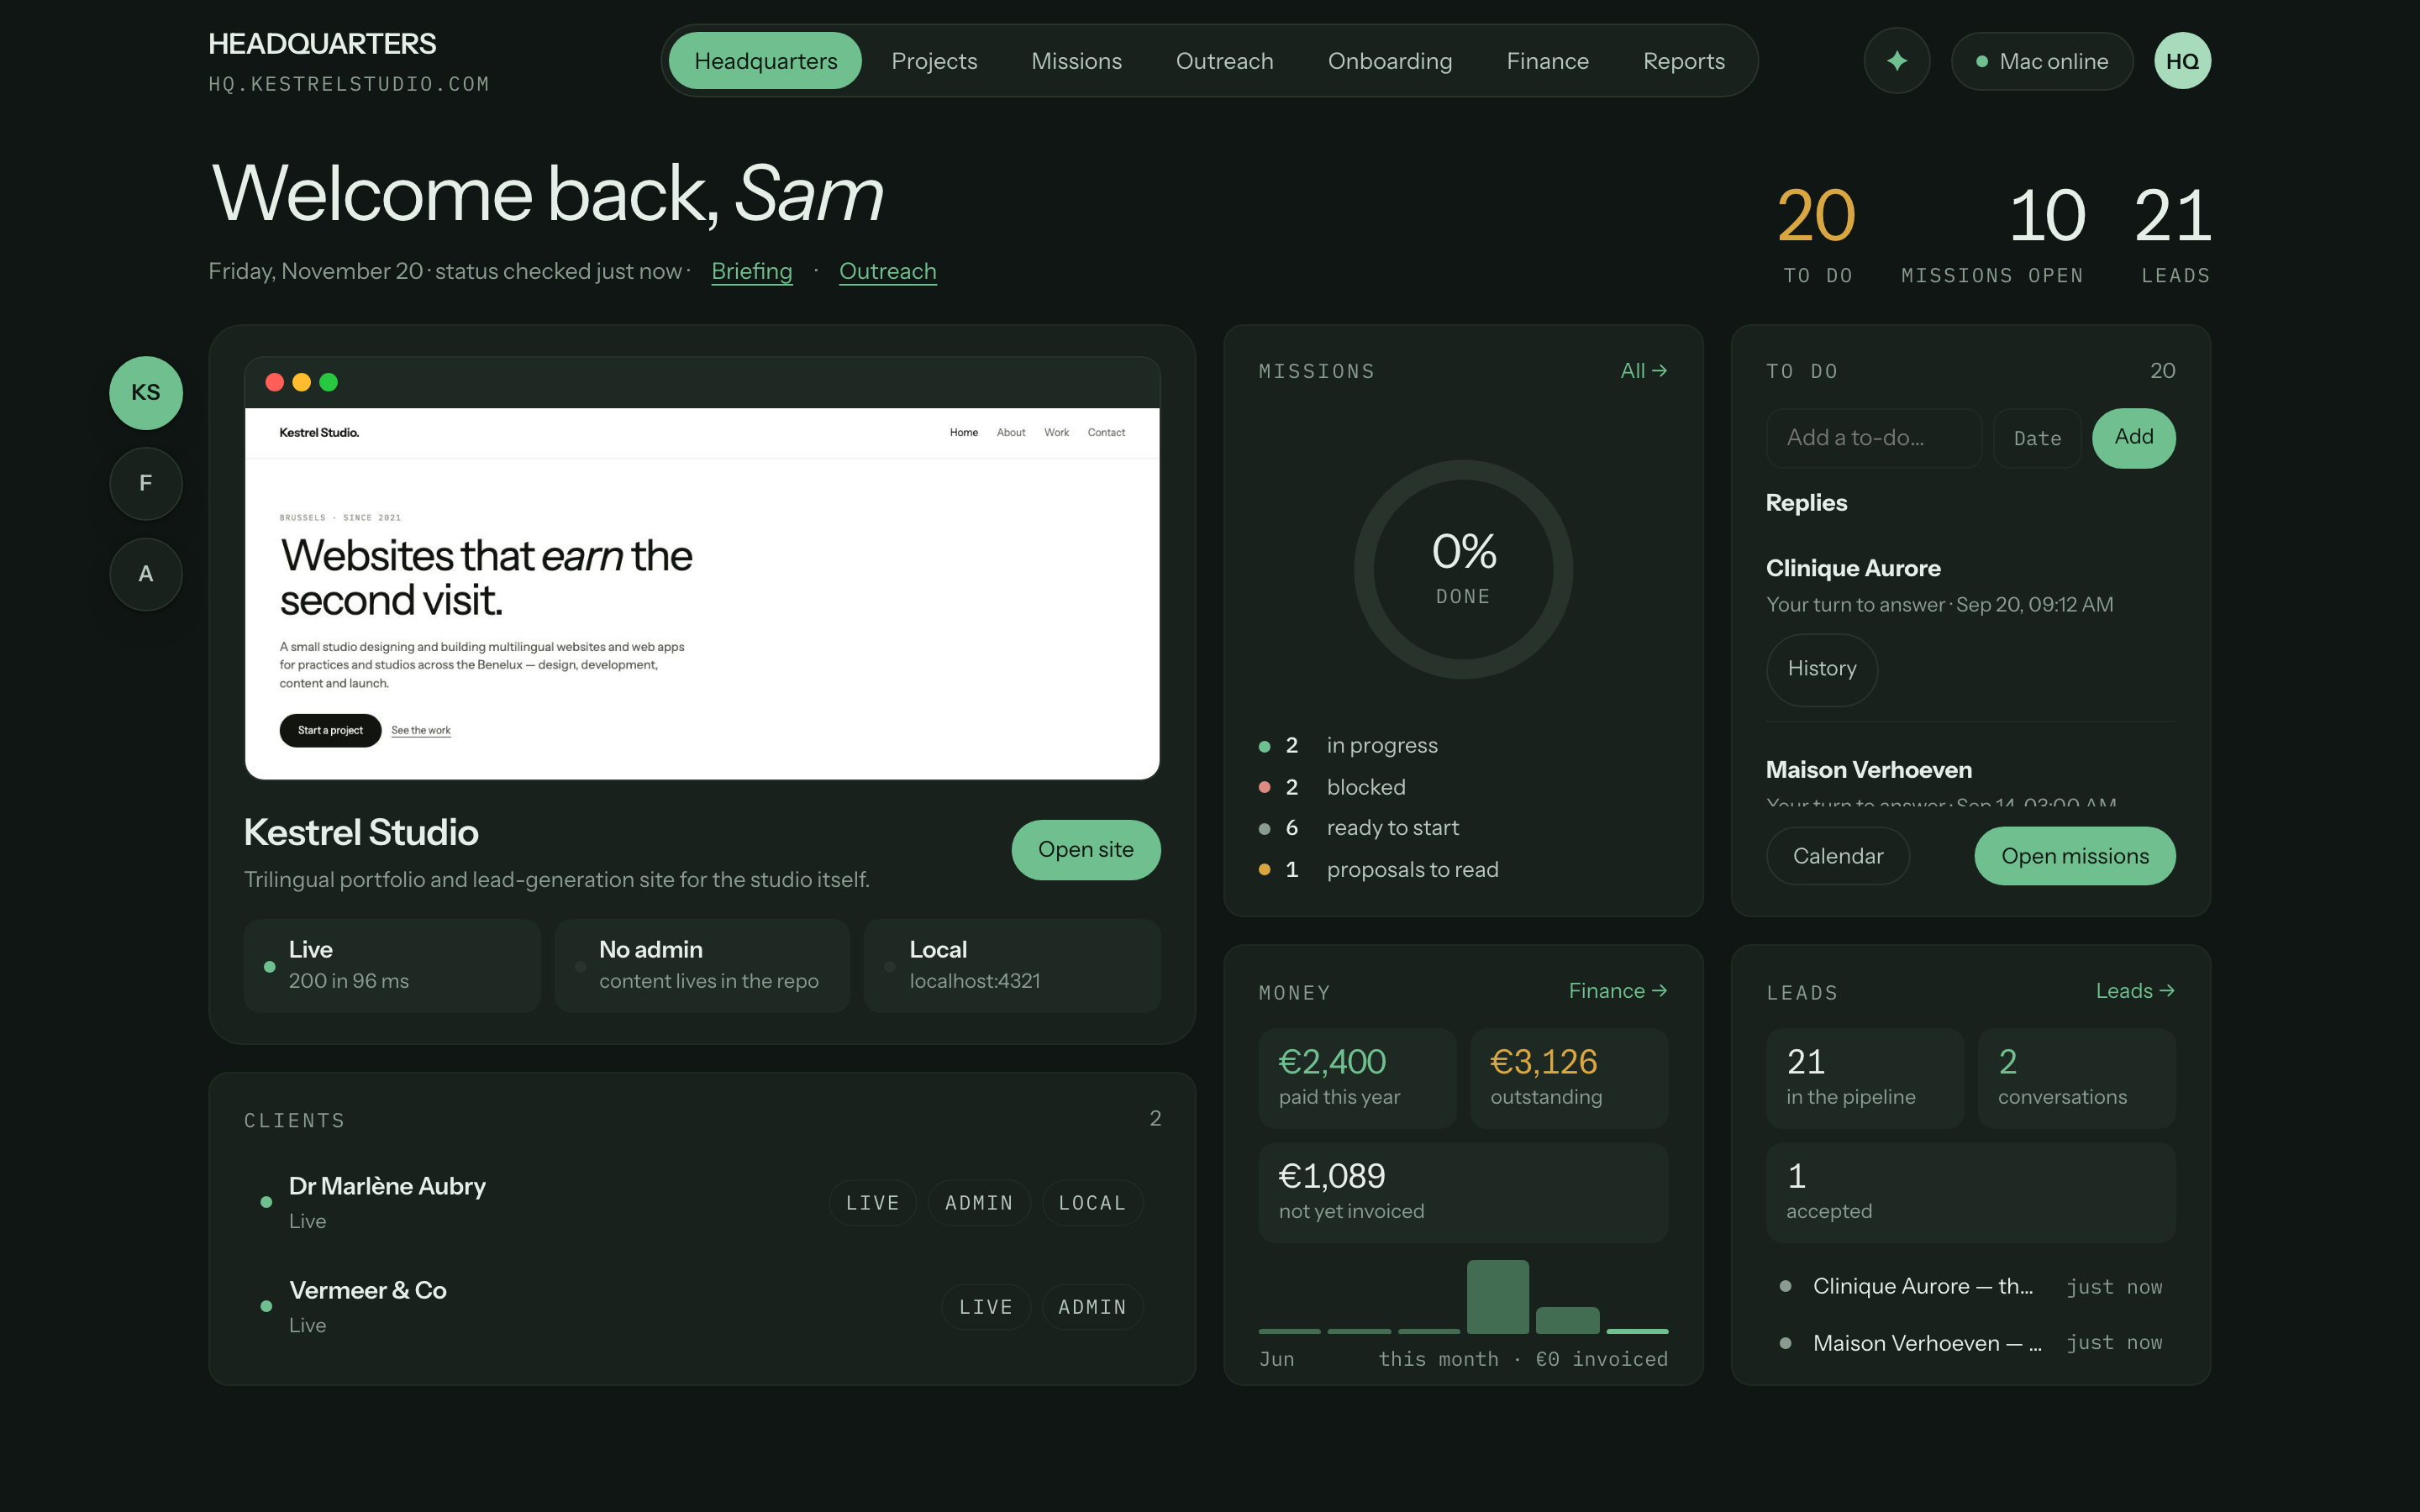 HEADQUARTERS
HQ.KESTRELSTUDIO.COM
Headquarters Projects Missions Outreach Onboarding Finance Reports
Mac online
HQ
Welcome back, Sam
Friday, November 20 · status checked just now · Briefing · Outreach
20
TO DO
10
MISSIONS OPEN
21
LEADS
KS
F
A
Kestrel Studio.
Home About Work Contact
BRUSSELS - SINCE 2021
Websites that earn the
second visit.
A small studio designing and building multilingual websites and web apps
for practices and studios across the Benelux — design, development,
content and launch.
Start a project See the work
Kestrel Studio
Trilingual portfolio and lead-generation site for the studio itself.
Open site
Live
200 in 96 ms
No admin
content lives in the repo
Local
localhost:4321
CLIENTS 2
Dr Marlène Aubry
Live
LIVE ADMIN LOCAL
Vermeer & Co
Live
LIVE ADMIN
MISSIONS All →
0%
DONE
2 in progress
2 blocked
6 ready to start
1 proposals to read
TO DO 20
Add a to-do... Date Add
Replies
Clinique Aurore
Your turn to answer · Sep 20, 09:12 AM
History
Maison Verhoeven
Your turn to answer · Sep 14, 03:00 AM
Calendar Open missions
MONEY Finance →
€2,400
paid this year
€3,126
outstanding
€1,089
not yet invoiced
Jun this month · €0 invoiced
LEADS Leads →
21
in the pipeline
2
conversations
1
accepted
Clinique Aurore — th... just now
Maison Verhoeven — ... just now